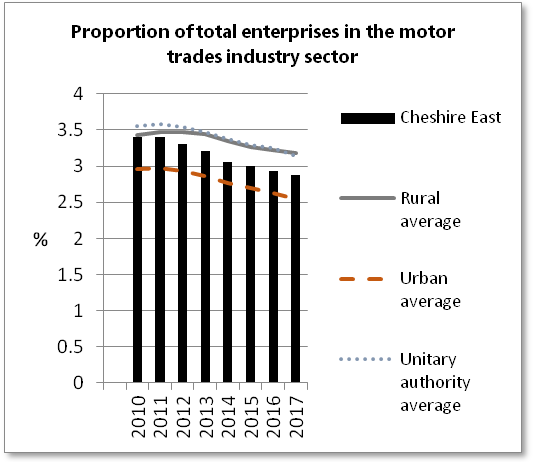 Proportion of total enterprises in the motor
trades industry sector
4
3.5
3
2.5
2
1.5
1
0.5
0
%
2010
2011
2012
2013
2014
2015
2016
2017
Cheshire East
Rural
average
Urban
average
Unitary
authority
average